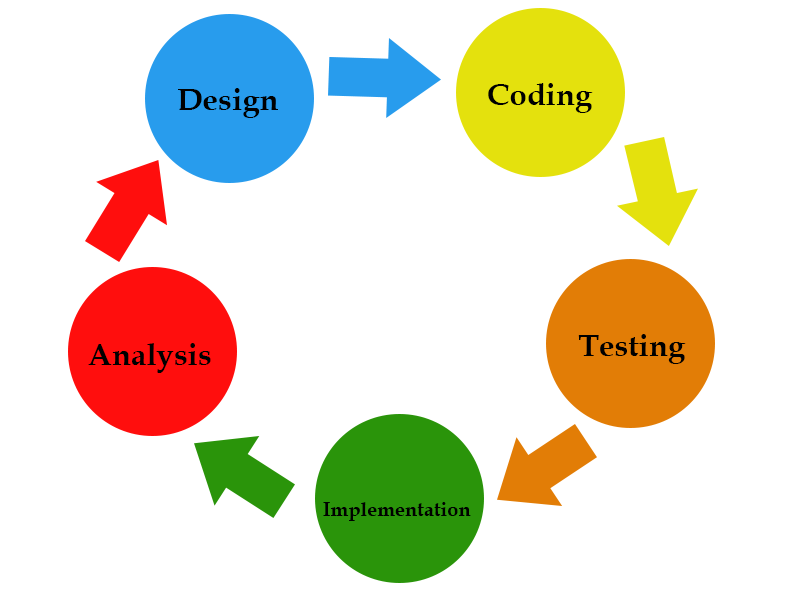 Design
Coding
Testing
Implementation
Analysis